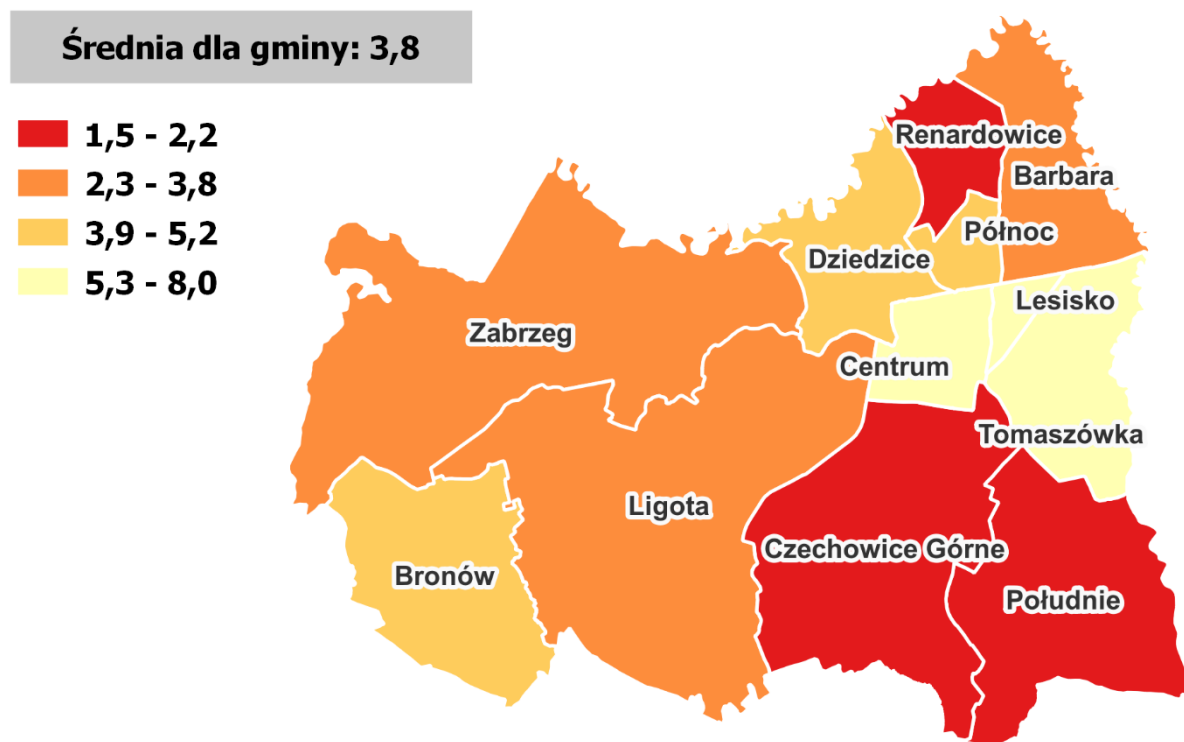 Średnia dla gminy: 3,8
1,5 - 2,2
2,3 - 3,8
3,9 - 5,2
5,3 - 8,0
Renardowice
Barbara
Północ
Dziedzice
Lesisko
Zabrzeg
Centrum
Tomaszówka
Ligota
Czechowice Górne
Bronów
Południe